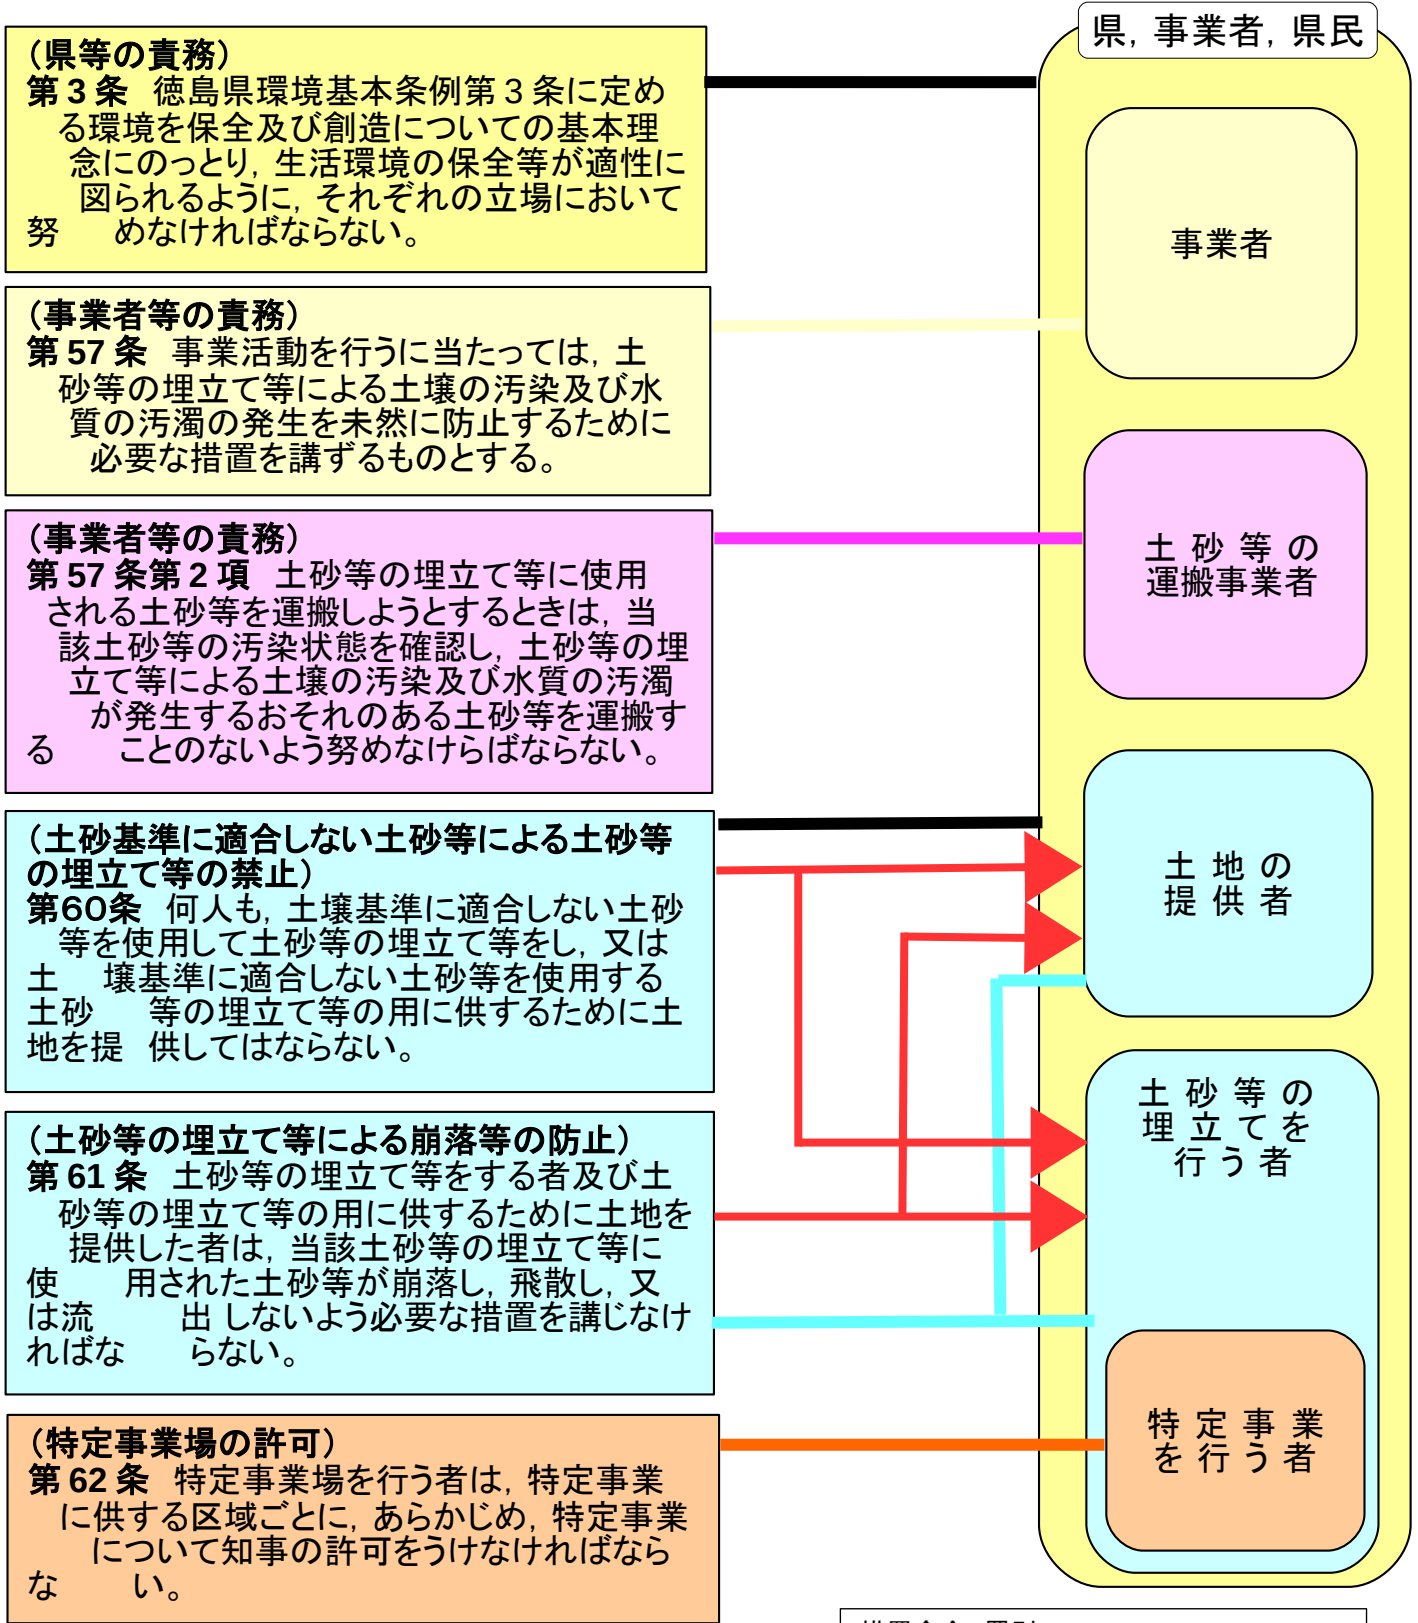 県, 事業者, 県民
（県等の責務）
第３条　徳島県環境基本条例第３条に定め
る環境を保全及び創造についての基本理
念にのっとり, 生活環境の保全等が適性に
図られるように, それぞれの立場において
努　　めなければならない。
事業者
（事業者等の責務）
第 57 条　事業活動を行うに当たっては, 土
砂等の埋立て等による土壌の汚染及び水
質の汚濁の発生を未然に防止するために
必要な措置を講ずるものとする。
（事業者等の責務）
第 57 条第２項　土砂等の埋立て等に使用
される土砂等を運搬しようとするときは, 当
該土砂等の汚染状態を確認し, 土砂等の埋
立て等による土壌の汚染及び水質の汚濁
が発生するおそれのある土砂等を運搬す
る　　ことのないよう努めなけらばならない。
土 砂 等 の
運搬事業者
（土砂基準に適合しない土砂等による土砂等
の埋立て等の禁止）
第６０条　何人も, 土壌基準に適合しない土砂
等を使用して土砂等の埋立て等をし, 又は
土　　壌基準に適合しない土砂等を使用する
土砂　　等の埋立て等の用に供するために土
地を提　供してはならない。
土 地 の
提 供 者
（土砂等の埋立て等による崩落等の防止）
第 61 条　土砂等の埋立て等をする者及び土
砂等の埋立て等の用に供するために土地を
提供した者は, 当該土砂等の埋立て等に
使　　用された土砂等が崩落し, 飛散し, 又
は流　　　出 しないよう必要な措置を講じなけ
ればな　　らない。
土 砂 等 の
埋 立 て を
行 う 者
（特定事業場の許可）
第 62 条　特定事業場を行う者は, 特定事業
に供する区域ごとに, あらかじめ, 特定事業
について知事の許可をうけなければなら
な　　　い。
特 定 事 業
を 行 う 者